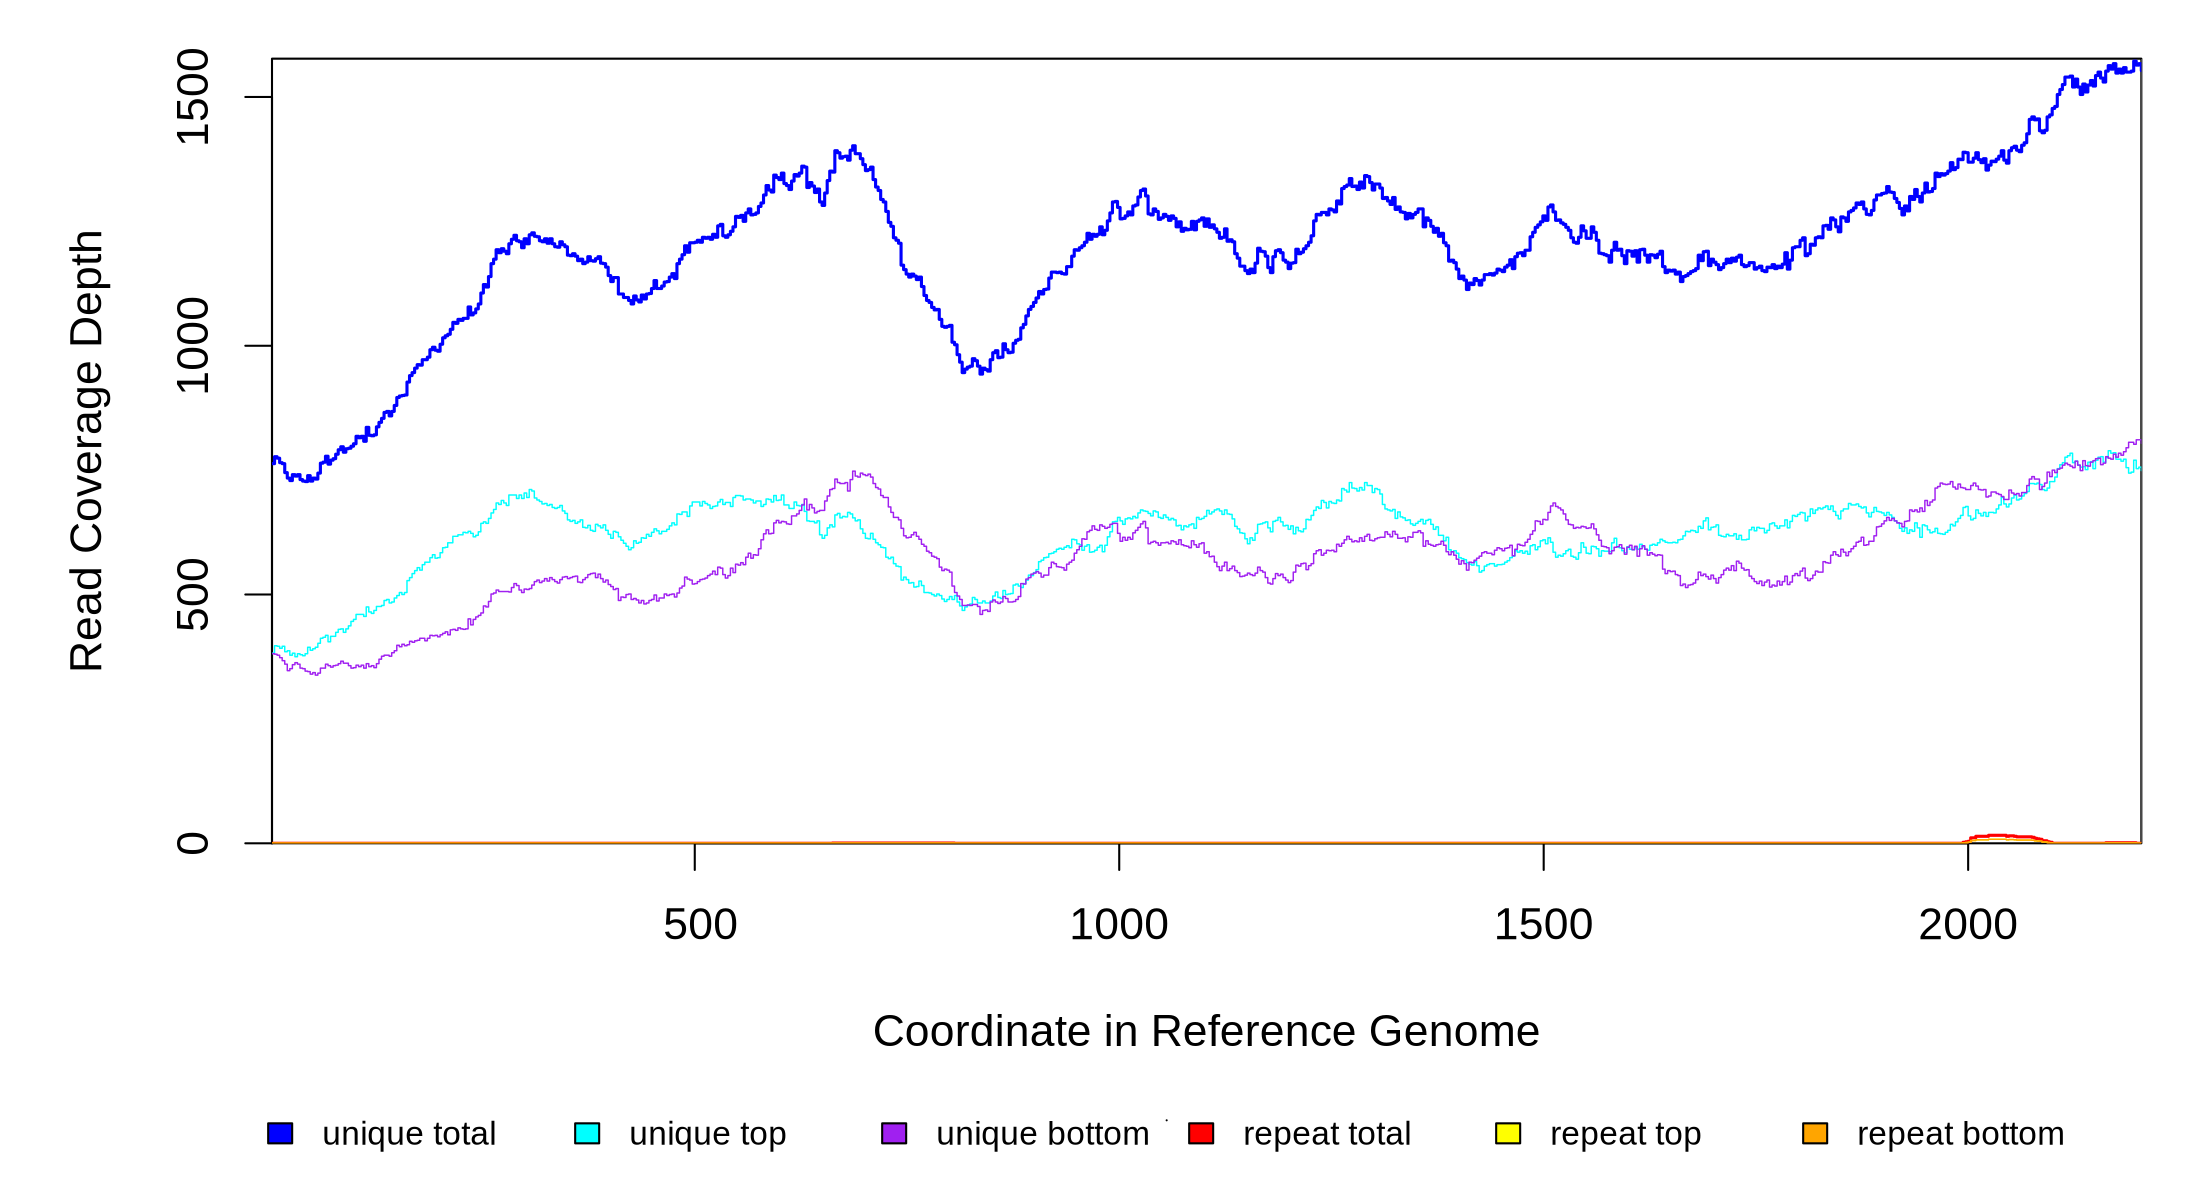 1500
1000
500
0
Read Coverage Depth
500 1000 1500 2000
Coordinate in Reference Genome
unique total unique top unique bottom repeat total repeat top repeat bottom